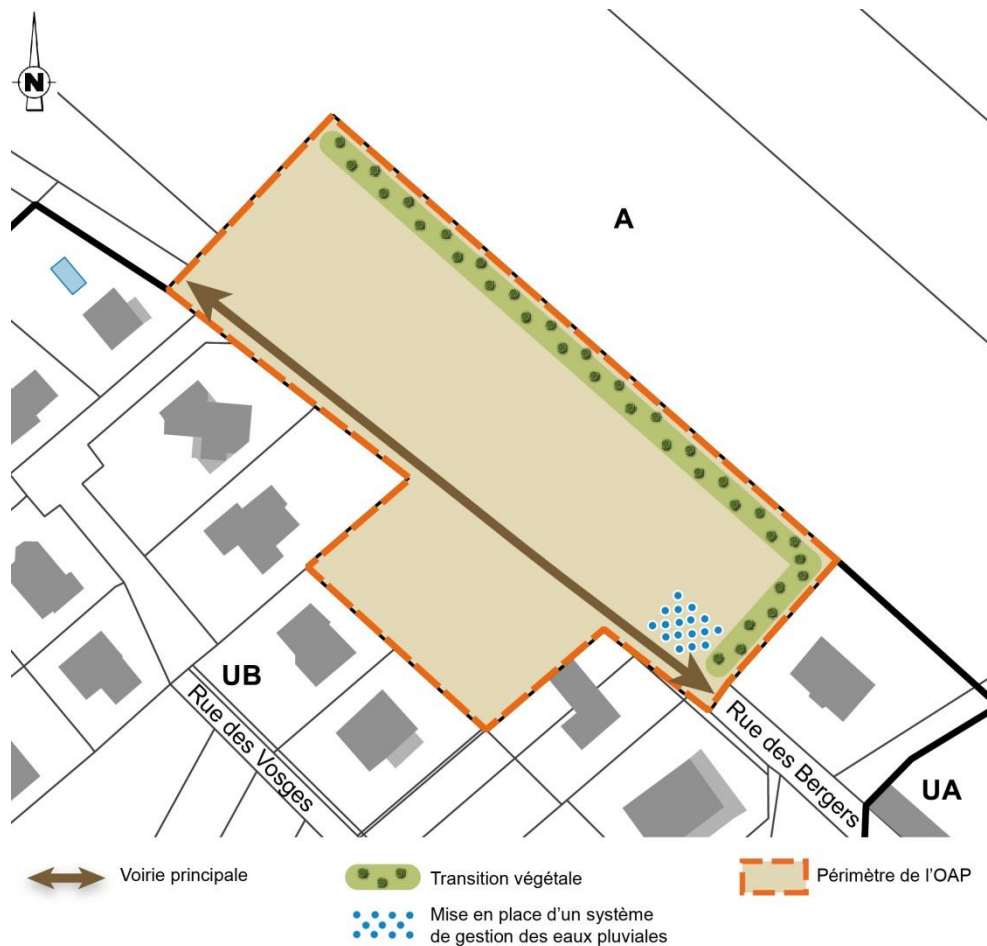 N
A
UB
Rue des Vosges
Rue des Bergers
UA
Voirie principale
Transition végétale
Périmètre de l'OAP
Mise en place d'un système
de gestion des eaux pluviales